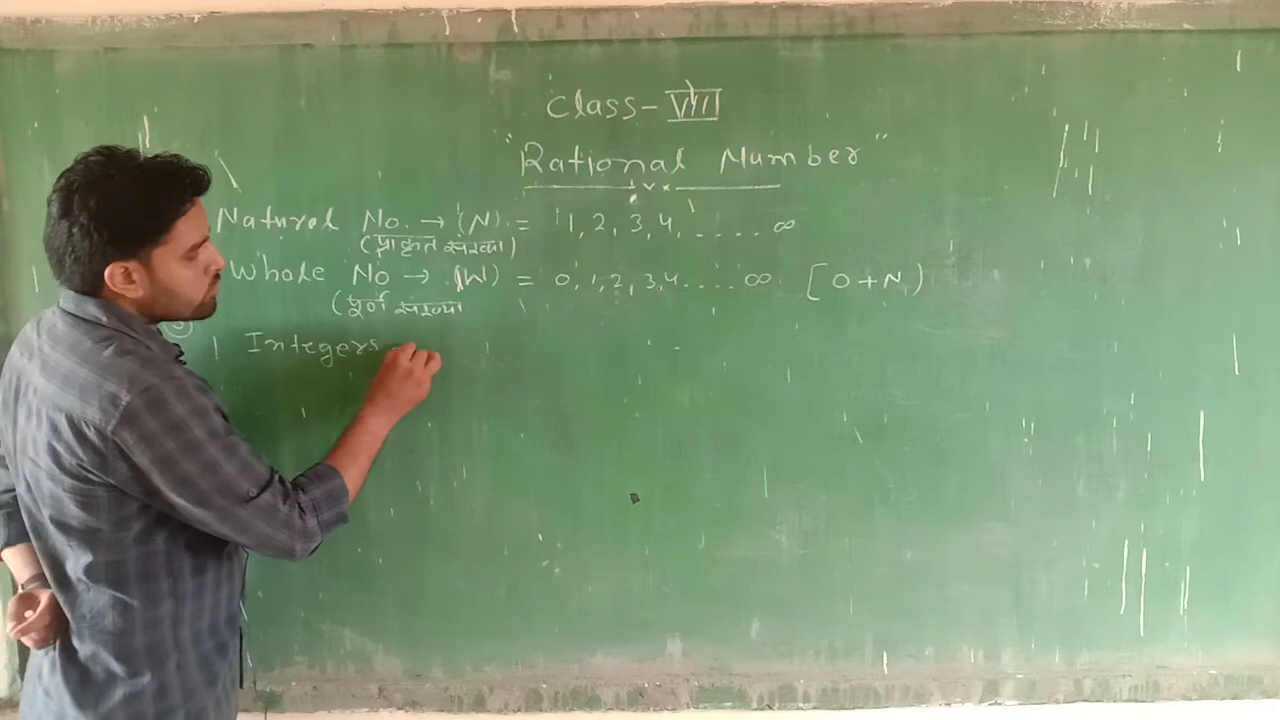 Class - VIII
"Rational Number"
Natural No. → (N). = 1, 2, 3, 4, ..... ∞
(प्राकृत संख्या)
Whole No → (W) = 0, 1, 2, 3, 4 .... ∞ [0+N)
(पूर्ण संख्या
3
Integers